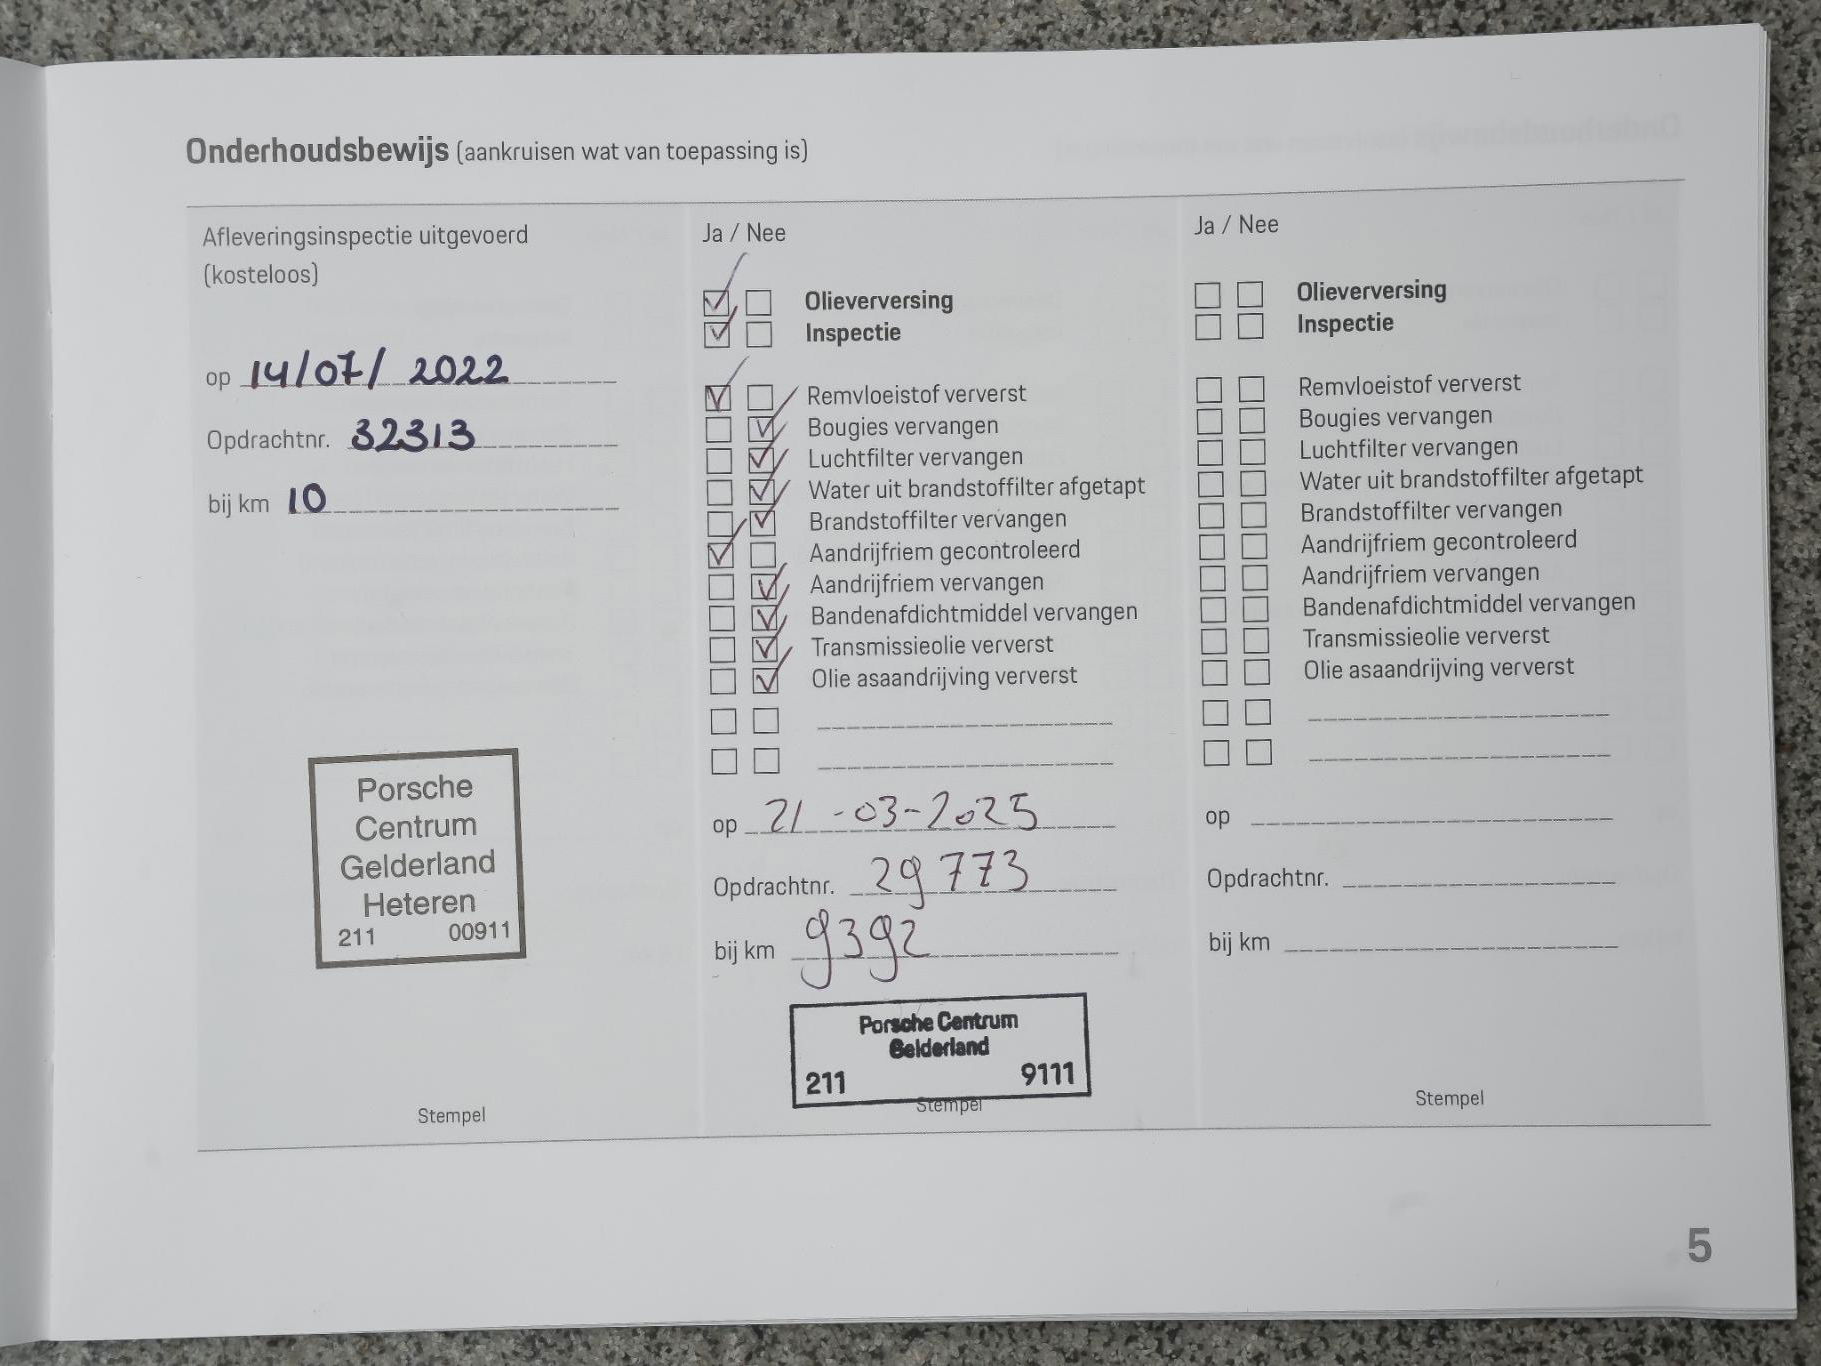 Onderhoudsbewijs (aankruisen wat van toepassing is)
Afleveringsinspectie uitgevoerd
(kosteloos)
op 14/07/2022
Opdrachtnr. 32313
bij km 10
Porsche
Centrum
Gelderland
Heteren
211 00911
Stempel
Ja / Nee
Olieverversing
Inspectie
Remvloeistof ververst
Bougies vervangen
Luchtfilter vervangen
Water uit brandstoffilter afgetapt
Brandstoffilter vervangen
Aandrijfriem gecontroleerd
Aandrijfriem vervangen
Bandenafdichtmiddel vervangen
Transmissieolie ververst
Olie asaandrijving ververst
op 21-03-2025
Opdrachtnr. 29773
bij km 9392
Porsche Centrum
Gelderland
211 9111
Stempel
Ja / Nee
Olieverversing
Inspectie
Remvloeistof ververst
Bougies vervangen
Luchtfilter vervangen
Water uit brandstoffilter afgetapt
Brandstoffilter vervangen
Aandrijfriem gecontroleerd
Aandrijfriem vervangen
Bandenafdichtmiddel vervangen
Transmissieolie ververst
Olie asaandrijving ververst
op
Opdrachtnr.
bij km
Stempel
5